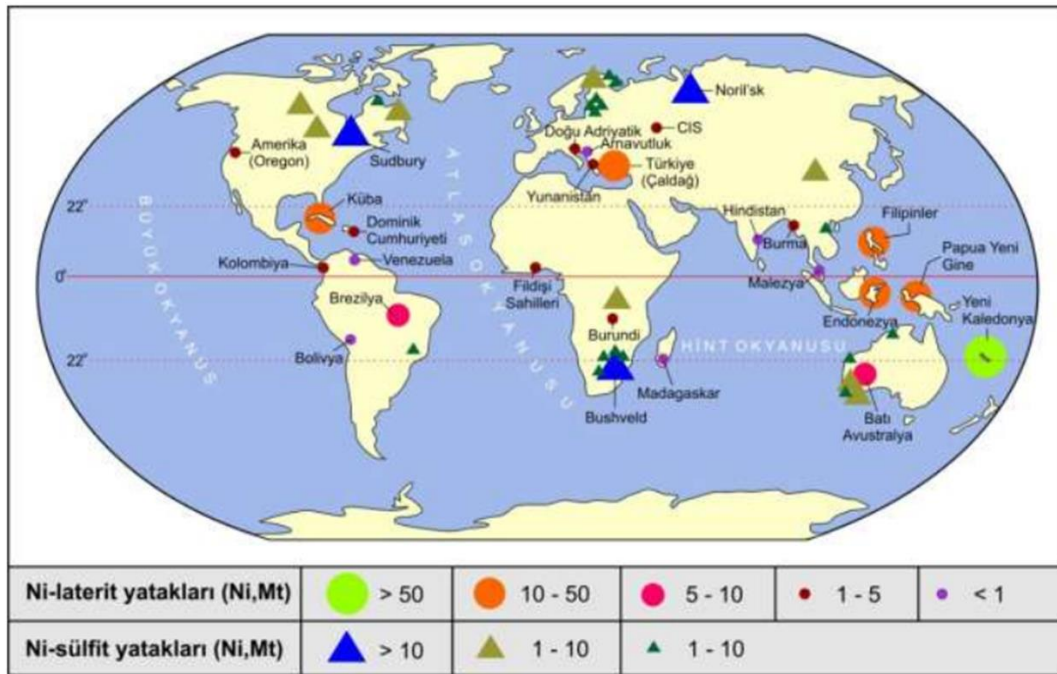 Noril'sk
Doğu Adriyatik
CIS
Arnavutluk
Amerika
(Oregon)
Sudbury
Türkiye
(Çaldağ)
Yunanistan
ATLAS OKYANUSU
BÜYÜK OKYANUS
22°
Küba
Hindistan
Filipinler
Dominik
Cumhuriyeti
Burma
Papua Yeni
Gine
Kolombiya
Venezuela
0°
Malezya
Fildişi
Sahilleri
Brezilya
Endonezya
Yeni
Kaledonya
Burundi
Bolivya
HİNT OKYANUSU
22°
Madagaskar
Bushveld
Batı
Avustralya
Ni-laterit yatakları (Ni,Mt) > 50 10 - 50 5 - 10 1 - 5 < 1
Ni-sülfit yatakları (Ni,Mt) > 10 1 - 10 1 - 10